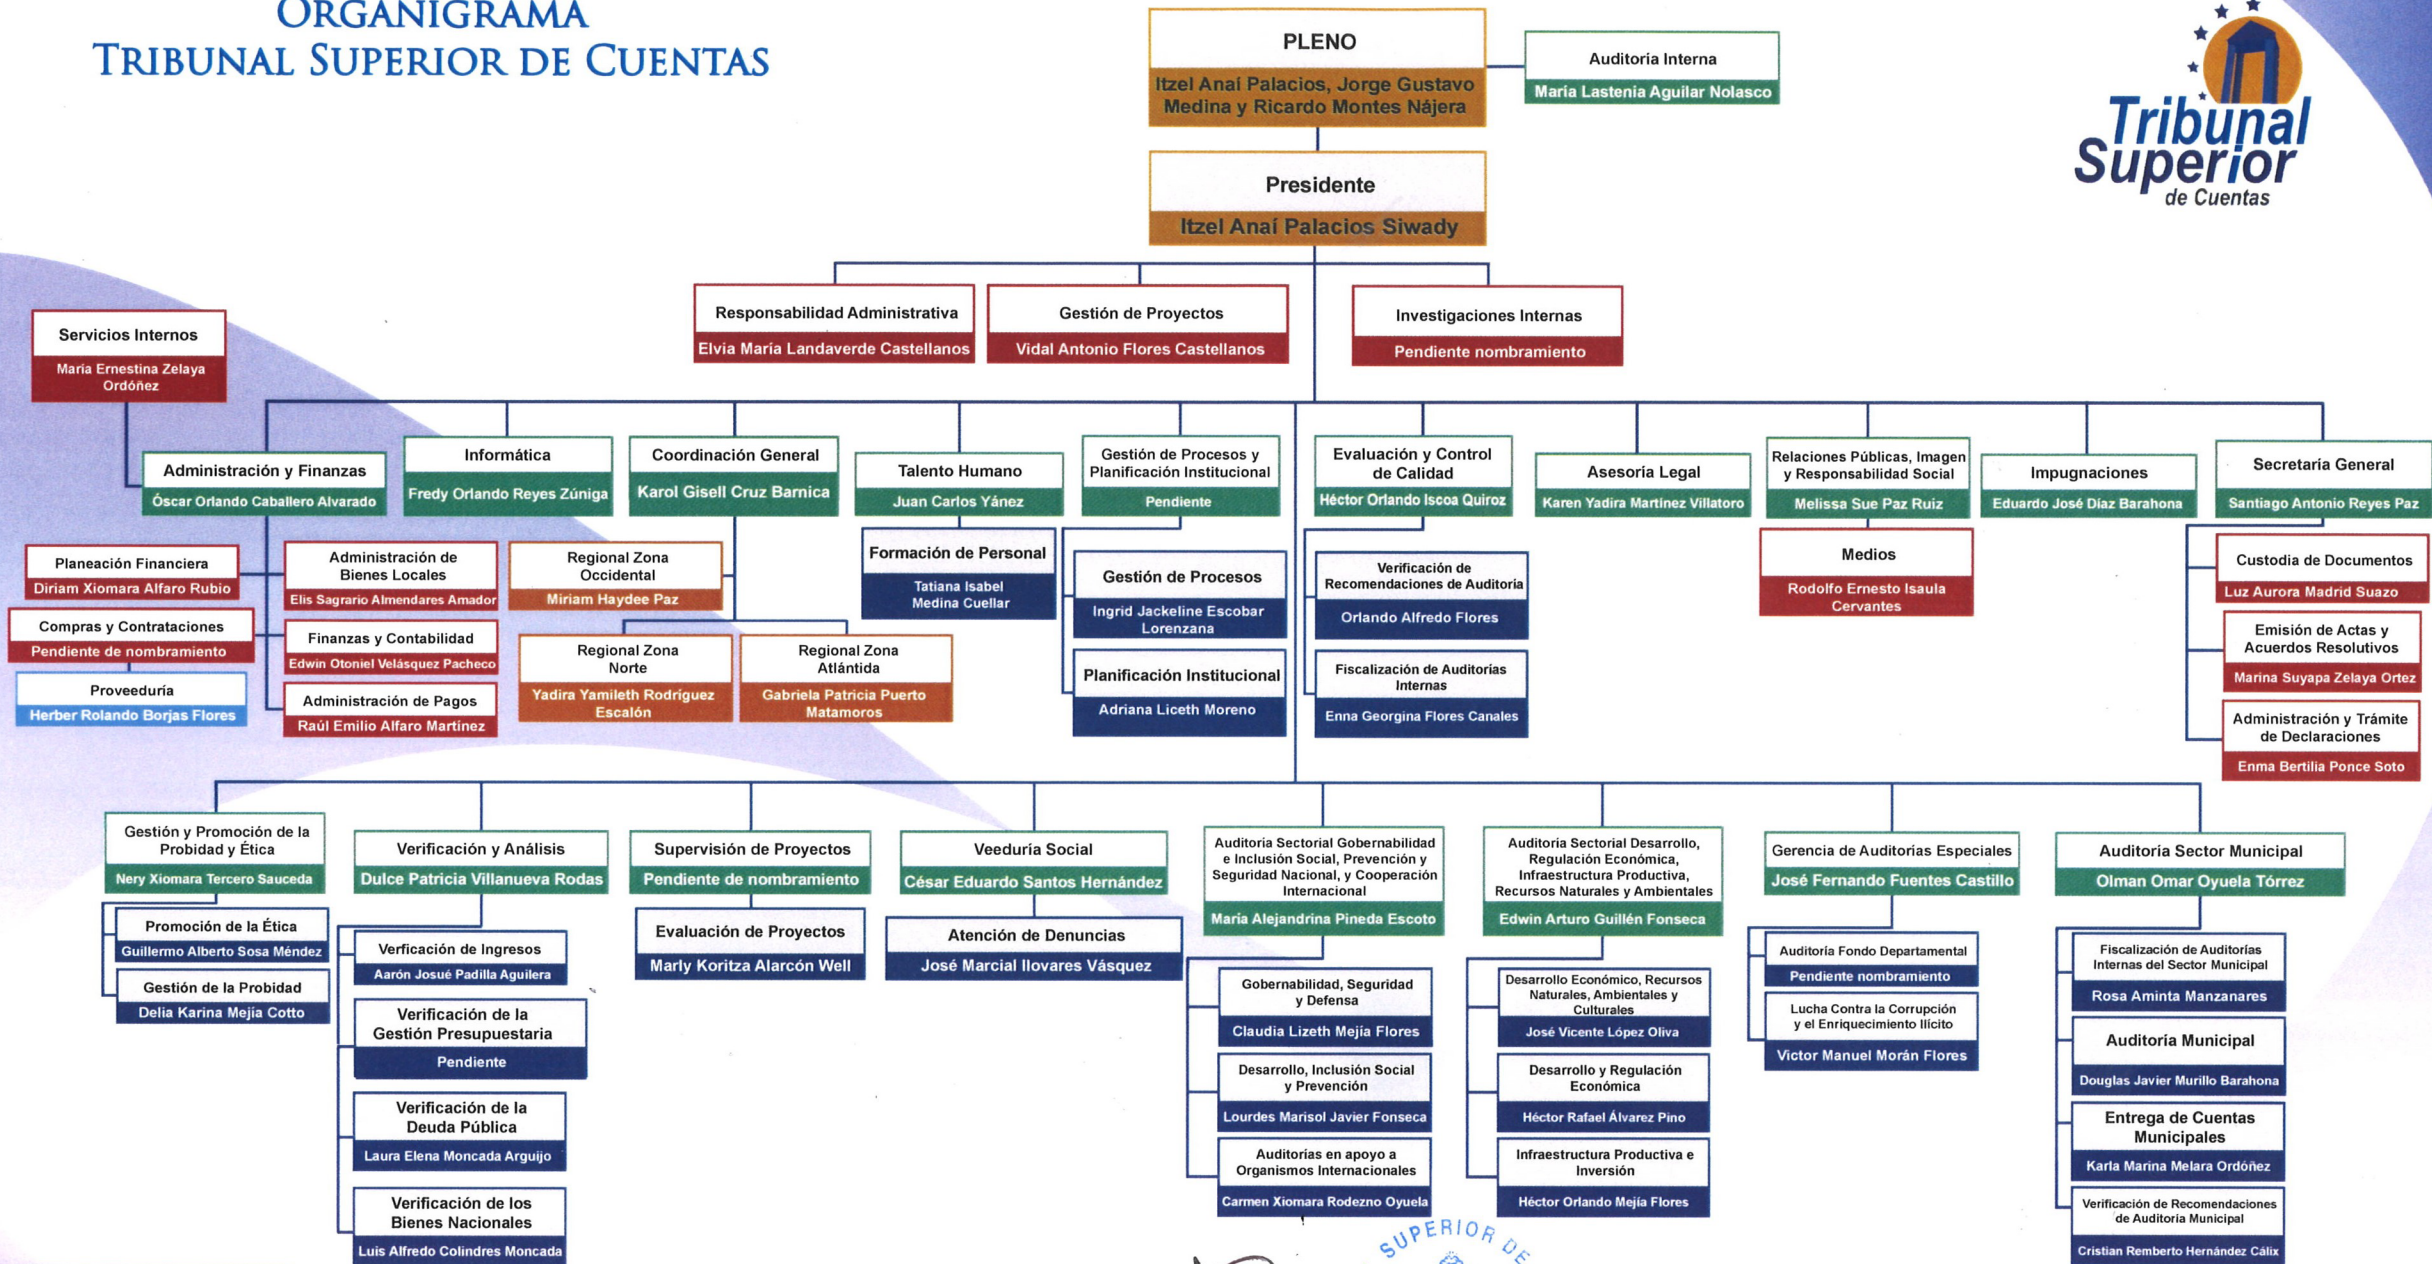 ORGANIGRAMA
TRIBUNAL SUPERIOR DE CUENTAS
PLENO
Itzel Anaí Palacios, Jorge Gustavo
Medina y Ricardo Montes Nájera
Auditoría Interna
María Lastenia Aguilar Nolasco
Tribunal
Superior
de Cuentas
Presidente
Itzel Anaí Palacios Siwady
Responsabilidad Administrativa
Elvia María Landaverde Castellanos
Gestión de Proyectos
Vidal Antonio Flores Castellanos
Investigaciones Internas
Pendiente nombramiento
Servicios Internos
María Ernestina Zelaya
Ordóñez
Administración y Finanzas
Óscar Orlando Caballero Alvarado
Informática
Fredy Orlando Reyes Zúniga
Coordinación General
Karol Gisell Cruz Barnica
Talento Humano
Juan Carlos Yánez
Gestión de Procesos y
Planificación Institucional
Pendiente
Evaluación y Control
de Calidad
Héctor Orlando Iscoa Quiroz
Asesoría Legal
Karen Yadira Martínez Villatoro
Relaciones Públicas, Imagen
y Responsabilidad Social
Melissa Sue Paz Ruiz
Impugnaciones
Eduardo José Díaz Barahona
Secretaría General
Santiago Antonio Reyes Paz
Planeación Financiera
Diriam Xiomara Alfaro Rubio
Compras y Contrataciones
Pendiente de nombramiento
Proveeduría
Herber Rolando Borjas Flores
Administración de
Bienes Locales
Elis Sagrario Almendares Amador
Finanzas y Contabilidad
Edwin Otoniel Velásquez Pacheco
Administración de Pagos
Raúl Emilio Alfaro Martínez
Regional Zona
Occidental
Miriam Haydee Paz
Regional Zona
Norte
Yadira Yamileth Rodríguez
Escalón
Regional Zona
Atlántida
Gabriela Patricia Puerto
Matamoros
Formación de Personal
Tatiana Isabel
Medina Cuellar
Gestión de Procesos
Ingrid Jackeline Escobar
Lorenzana
Planificación Institucional
Adriana Liceth Moreno
Verificación de
Recomendaciones de Auditoría
Orlando Alfredo Flores
Fiscalización de Auditorías
Internas
Enna Georgina Flores Canales
Medios
Rodolfo Ernesto Isaula
Cervantes
Custodia de Documentos
Luz Aurora Madrid Suazo
Emisión de Actas y
Acuerdos Resolutivos
Marina Suyapa Zelaya Ortez
Administración y Trámite
de Declaraciones
Enma Bertilia Ponce Soto
Gestión y Promoción de la
Probidad y Ética
Nery Xiomara Tercero Sauceda
Promoción de la Ética
Guillermo Alberto Sosa Méndez
Gestión de la Probidad
Delia Karina Mejía Cotto
Verificación y Análisis
Dulce Patricia Villanueva Rodas
Verficación de Ingresos
Aarón Josué Padilla Aguilera
Verificación de la
Gestión Presupuestaria
Pendiente
Verificación de la
Deuda Pública
Laura Elena Moncada Arguijo
Verificación de los
Bienes Nacionales
Luis Alfredo Colindres Moncada
Supervisión de Proyectos
Pendiente de nombramiento
Evaluación de Proyectos
Marly Koritza Alarcón Well
Veeduría Social
César Eduardo Santos Hernández
Atención de Denuncias
José Marcial Ilovares Vásquez
Auditoría Sectorial Gobernabilidad
e Inclusión Social, Prevención y
Seguridad Nacional, y Cooperación
Internacional
María Alejandrina Pineda Escoto
Gobernabilidad, Seguridad
y Defensa
Claudia Lizeth Mejía Flores
Desarrollo, Inclusión Social
y Prevención
Lourdes Marisol Javier Fonseca
Auditorías en apoyo a
Organismos Internacionales
Carmen Xiomara Rodezno Oyuela
Auditoría Sectorial Desarrollo,
Regulación Económica,
Infraestructura Productiva,
Recursos Naturales y Ambientales
Edwin Arturo Guillén Fonseca
Desarrollo Económico, Recursos
Naturales, Ambientales y
Culturales
José Vicente López Oliva
Desarrollo y Regulación
Económica
Héctor Rafael Álvarez Pino
Infraestructura Productiva e
Inversión
Héctor Orlando Mejía Flores
Gerencia de Auditorías Especiales
José Fernando Fuentes Castillo
Auditoría Fondo Departamental
Pendiente nombramiento
Lucha Contra la Corrupción
y el Enriquecimiento Ilícito
Victor Manuel Morán Flores
Auditoría Sector Municipal
Olman Omar Oyuela Tórrez
Fiscalización de Auditorías
Internas del Sector Municipal
Rosa Aminta Manzanares
Auditoría Municipal
Douglas Javier Murillo Barahona
Entrega de Cuentas
Municipales
Karla Marina Melara Ordóñez
Verificación de Recomendaciones
de Auditoría Municipal
Cristian Remberto Hernández Cálix
SUPERIOR DE